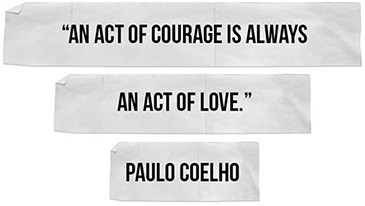 “AN ACT OF COURAGE IS ALWAYS
AN ACT OF LOVE.”
PAULO COELHO